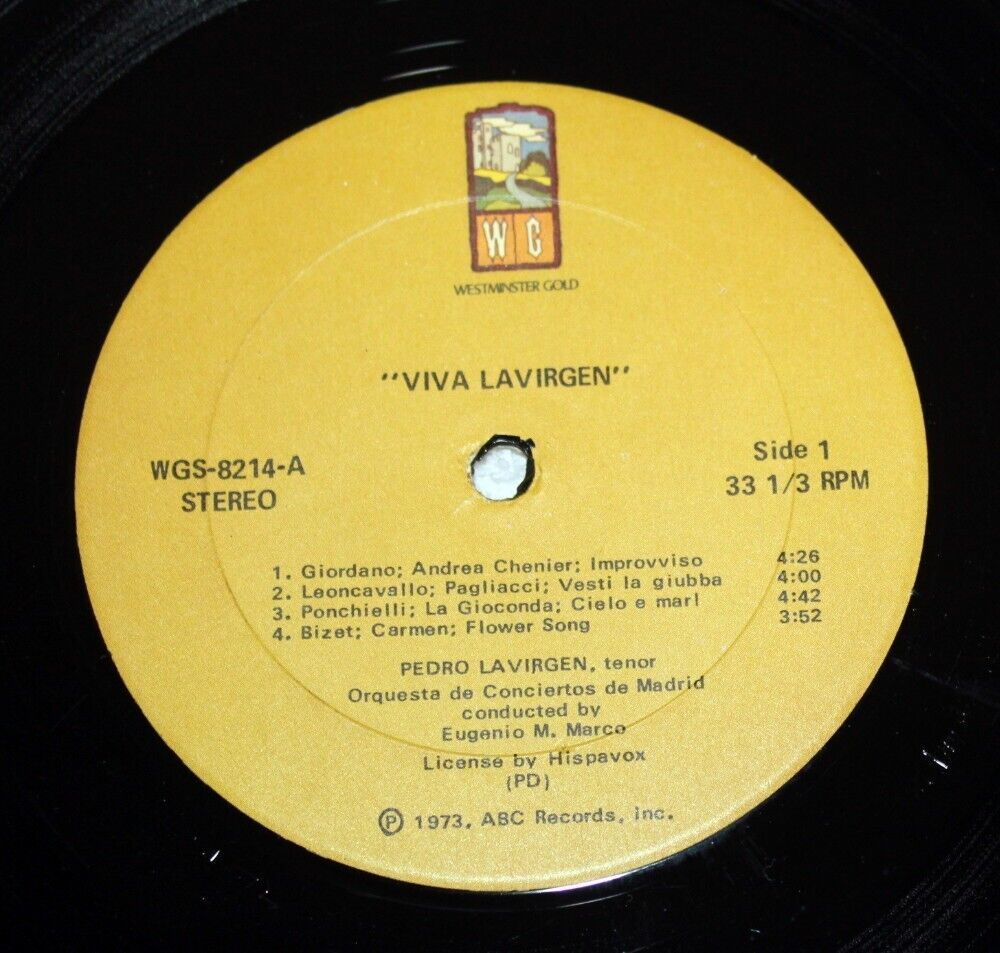 W G
WESTMINSTER GOLD
"VIVA LAVIRGEN"
WGS-8214-A
STEREO
Side 1
33 1/3 RPM
1. Giordano; Andrea Chenier; Improvviso 4:26
2. Leoncavallo; Pagliacci; Vesti la giubba 4:00
3. Ponchielli; La Gioconda; Cielo e mar! 4:42
4. Bizet; Carmen; Flower Song 3:52
PEDRO LAVIRGEN, tenor
Orquesta de Conciertos de Madrid
conducted by
Eugenio M. Marco
License by Hispavox
(PD)
℗ 1973, ABC Records, inc.